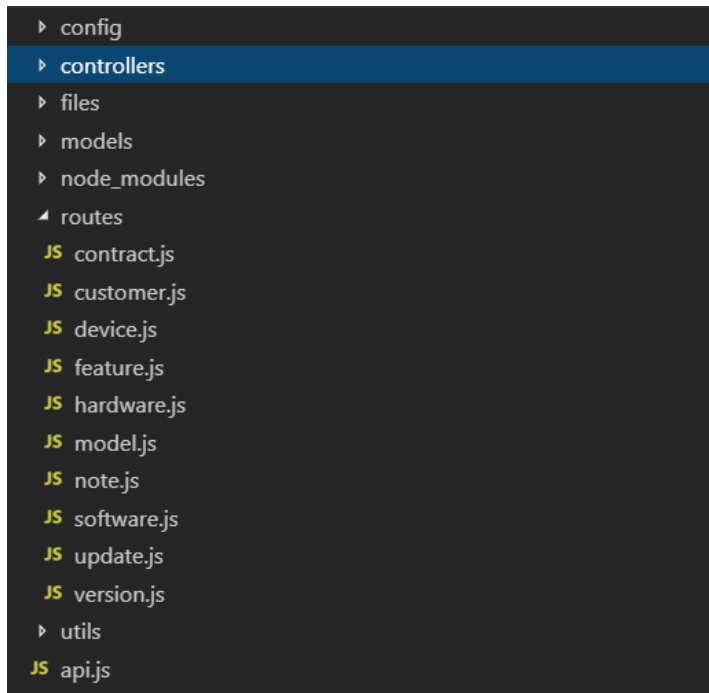 config
controllers
files
models
node_modules
routes
JS contract.js
JS customer.js
JS device.js
JS feature.js
JS hardware.js
JS model.js
JS note.js
JS software.js
JS update.js
JS version.js
utils
JS api.js